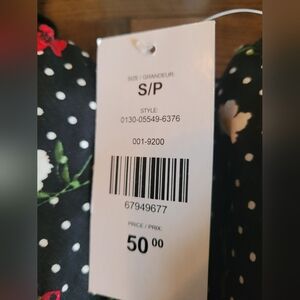 SIZE / GRANDEUR:
S/P
STYLE:
0130-05549-6376
001-9200
67949677
PRICE / PRIX:
50 00